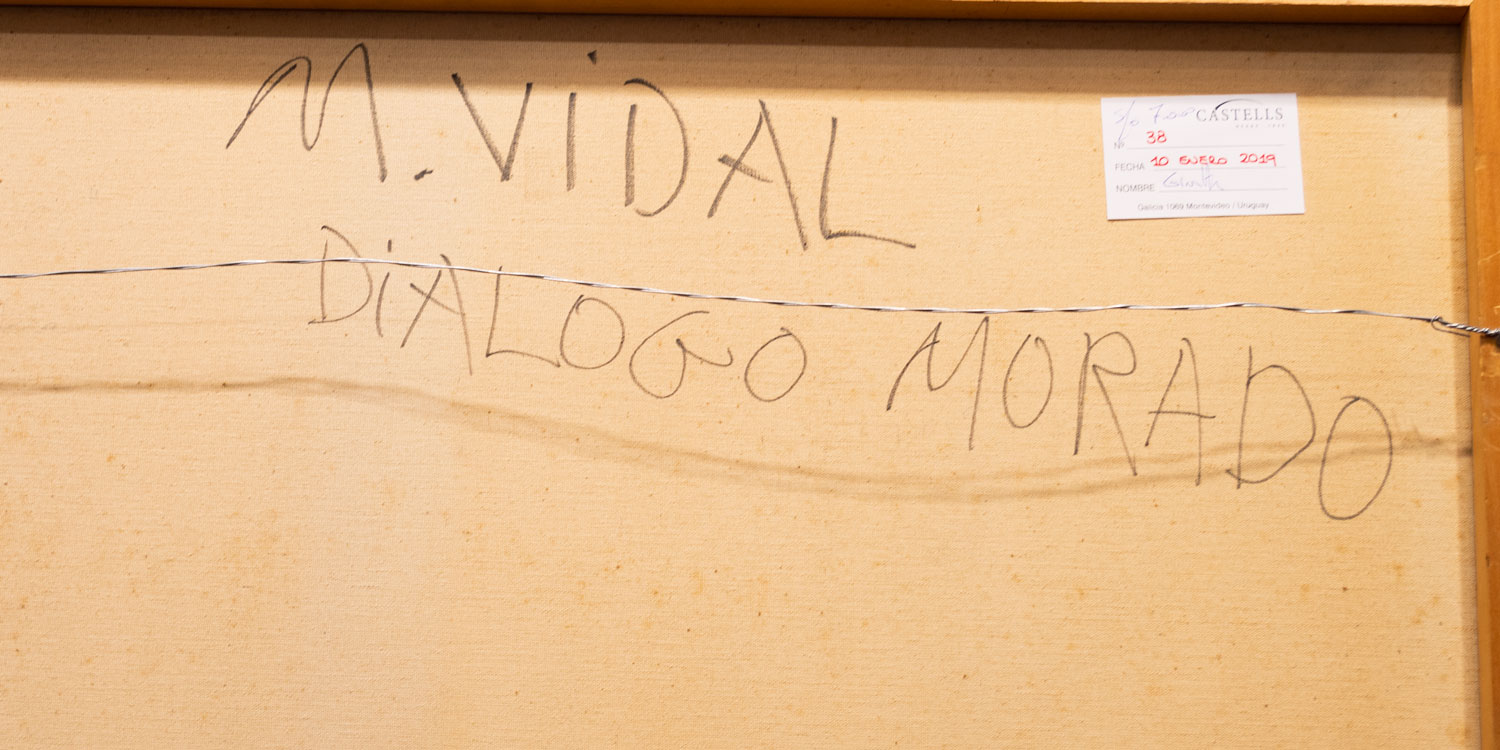 M. VIDAL
DIALOGO MORADO
CASTELLS
Nº 38
FECHA 10 ENERO 2019
NOMBRE
Galicia 1069 Montevideo / Uruguay